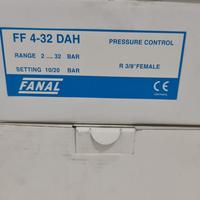 FF 4-32 DAH
PRESSURE CONTROL
RANGE 2 .... 32 BAR
SETTING 10/20 BAR
R 3/8" FEMALE
FANAL
CE